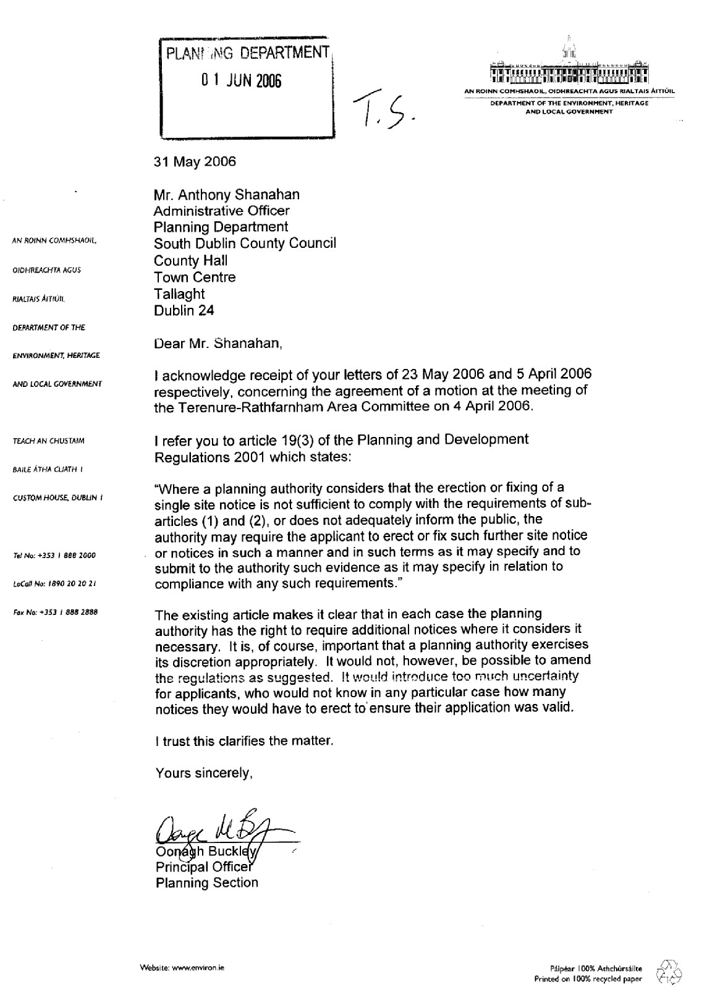 PLANNING DEPARTMENT
01 JUN 2006
T.S.
AN ROINN COMHSHAOIL, OIDHREACHTA AGUS RIALTAIS ÁITIÚIL
DEPARTMENT OF THE ENVIRONMENT, HERITAGE
AND LOCAL GOVERNMENT
31 May 2006
Mr. Anthony Shanahan
Administrative Officer
Planning Department
South Dublin County Council
County Hall
Town Centre
Tallaght
Dublin 24
AN ROINN COMHSHAOIL,
OIDHREACHTA AGUS
RIALTAIS ÁITIÚIL
DEPARTMENT OF THE
ENVIRONMENT, HERITAGE
AND LOCAL GOVERNMENT
TEACH AN CHUSTAIM
BAILE ÁTHA CLIATH 1
CUSTOM HOUSE, DUBLIN 1
Tel No: +353 1 888 2000
LoCall No: 1890 20 20 21
Fax No: +353 1 888 2888
Dear Mr. Shanahan,
I acknowledge receipt of your letters of 23 May 2006 and 5 April 2006
respectively, concerning the agreement of a motion at the meeting of
the Terenure-Rathfarnham Area Committee on 4 April 2006.
I refer you to article 19(3) of the Planning and Development
Regulations 2001 which states:
“Where a planning authority considers that the erection or fixing of a
single site notice is not sufficient to comply with the requirements of sub-
articles (1) and (2), or does not adequately inform the public, the
authority may require the applicant to erect or fix such further site notice
or notices in such a manner and in such terms as it may specify and to
submit to the authority such evidence as it may specify in relation to
compliance with any such requirements.”
The existing article makes it clear that in each case the planning
authority has the right to require additional notices where it considers it
necessary. It is, of course, important that a planning authority exercises
its discretion appropriately. It would not, however, be possible to amend
the regulations as suggested. It would introduce too much uncertainty
for applicants, who would not know in any particular case how many
notices they would have to erect to ensure their application was valid.
I trust this clarifies the matter.
Yours sincerely,
Oonagh Buckley
Principal Officer
Planning Section
Website: www.environ.ie
Páipéar 100% Athchúrsáilte
Printed on 100% recycled paper